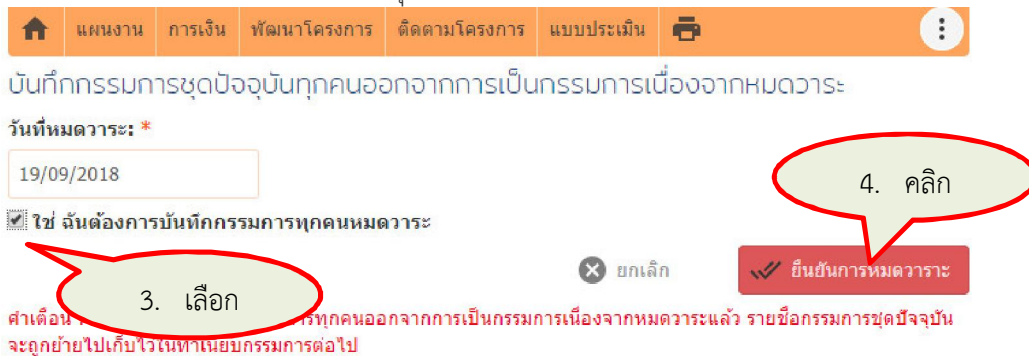 แผนงาน การเงิน พัฒนาโครงการ ติดตามโครงการ แบบประเมิน
บันทึกกรรมการชุดปัจจุบันทุกคนออกจากการเป็นกรรมการเนื่องจากหมดวาระ
วันที่หมดวาระ: *
19/09/2018
4. คลิก
ใช่ ฉันต้องการบันทึกกรรมการทุกคนหมดวาระ
ยกเลิก ยืนยันการหมดวาราะ
3. เลือก
คำเตือน ารทุกคนออกจากการเป็นกรรมการเนื่องจากหมดวาระแล้ว รายชื่อกรรมการชุดปัจจุบัน
จะถูกย้ายไปเก็บไว้ในทำเนียบกรรมการต่อไป